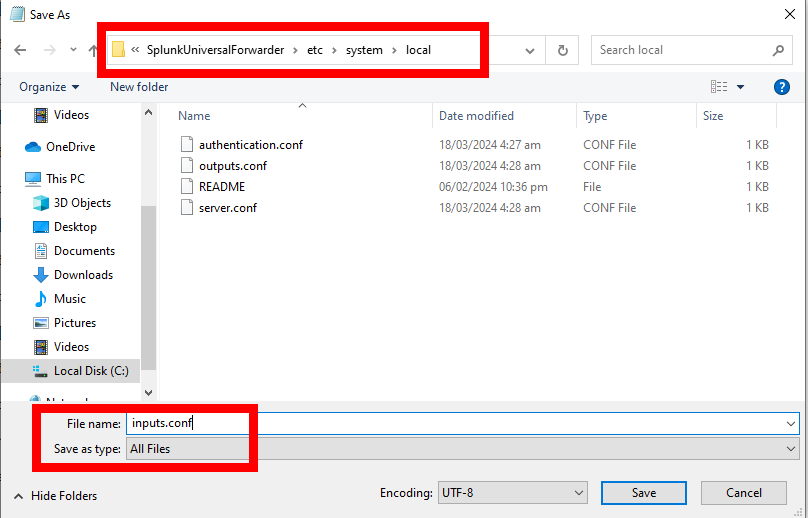 Save As
« SplunkUniversalForwarder > etc > system > local
Search local
Organize
New folder
?
Name Date modified Type Size
authentication.conf 18/03/2024 4:27 am CONF File 1 KB
outputs.conf 18/03/2024 4:28 am CONF File 1 KB
README 06/02/2024 10:36 pm File 1 KB
server.conf 18/03/2024 4:28 am CONF File 1 KB
Videos
OneDrive
This PC
3D Objects
Desktop
Documents
Downloads
Music
Pictures
Videos
Local Disk (C:)
File name: inputs.conf
Save as type: All Files
Hide Folders
Encoding: UTF-8
Save
Cancel